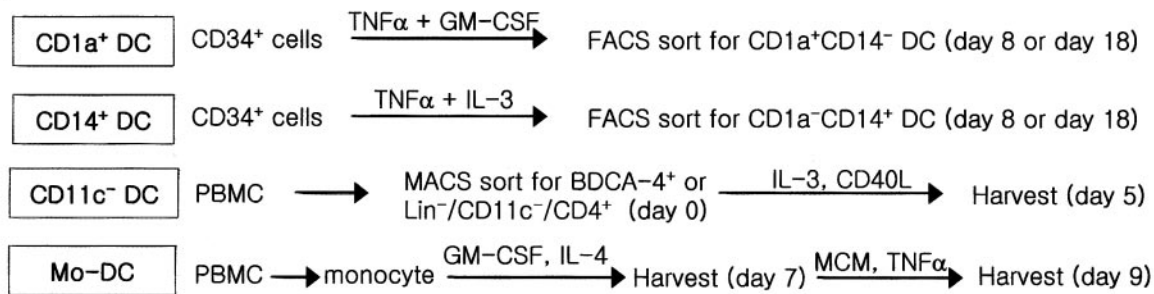 CD1a⁺ DC CD34⁺ cells TNFα + GM-CSF FACS sort for CD1a⁺CD14⁻ DC (day 8 or day 18)
CD14⁺ DC CD34⁺ cells TNFα + IL-3 FACS sort for CD1a⁻CD14⁺ DC (day 8 or day 18)
CD11c⁻ DC PBMC MACS sort for BDCA-4⁺ or IL-3, CD40L Harvest (day 5)
Lin⁻/CD11c⁻/CD4⁺ (day 0)
Mo-DC PBMC monocyte GM-CSF, IL-4 Harvest (day 7) MCM, TNFα Harvest (day 9)